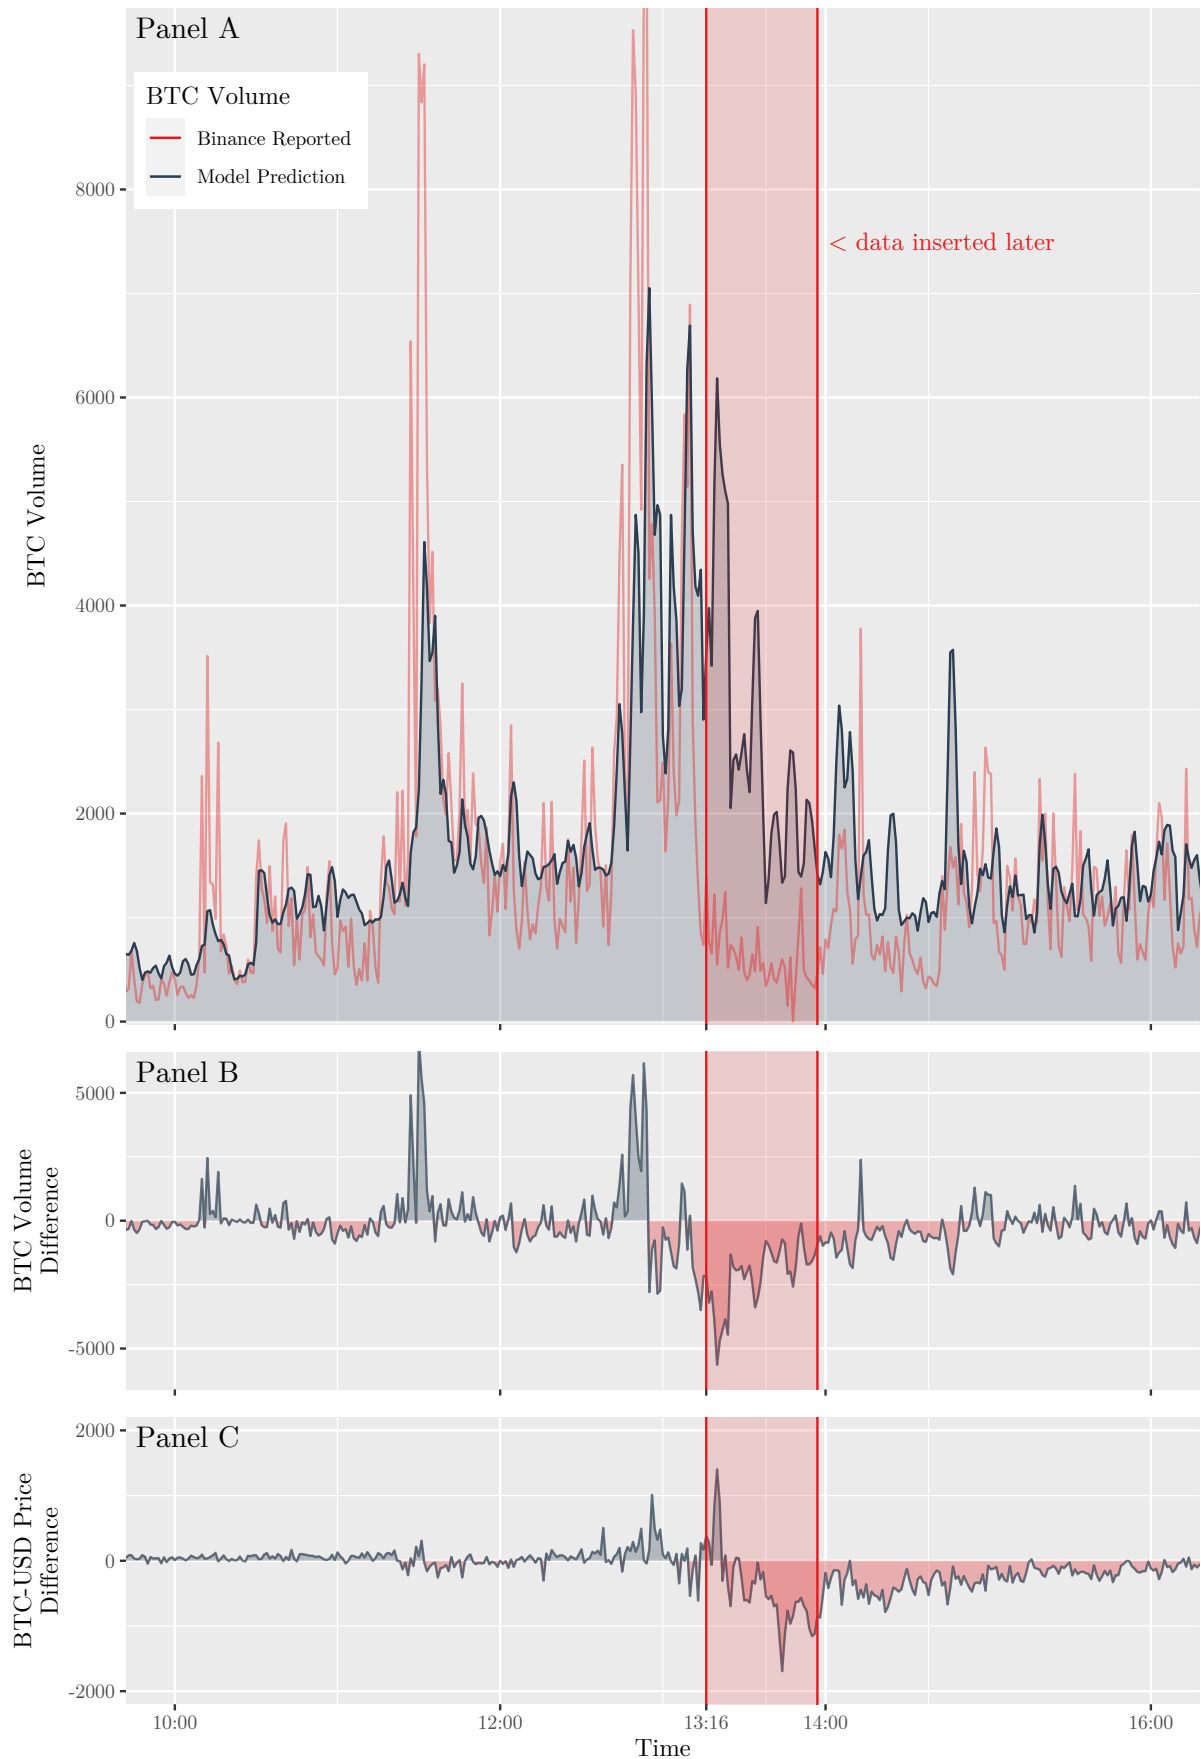 Panel A
BTC Volume
Binance Reported
Model Prediction
8000
< data inserted later
6000
BTC Volume
4000
2000
0
Panel B
5000
BTC Volume
Difference
0
-5000
Panel C
2000
BTC-USD Price
Difference
0
-2000
10:00
12:00
13:16
14:00
16:00
Time